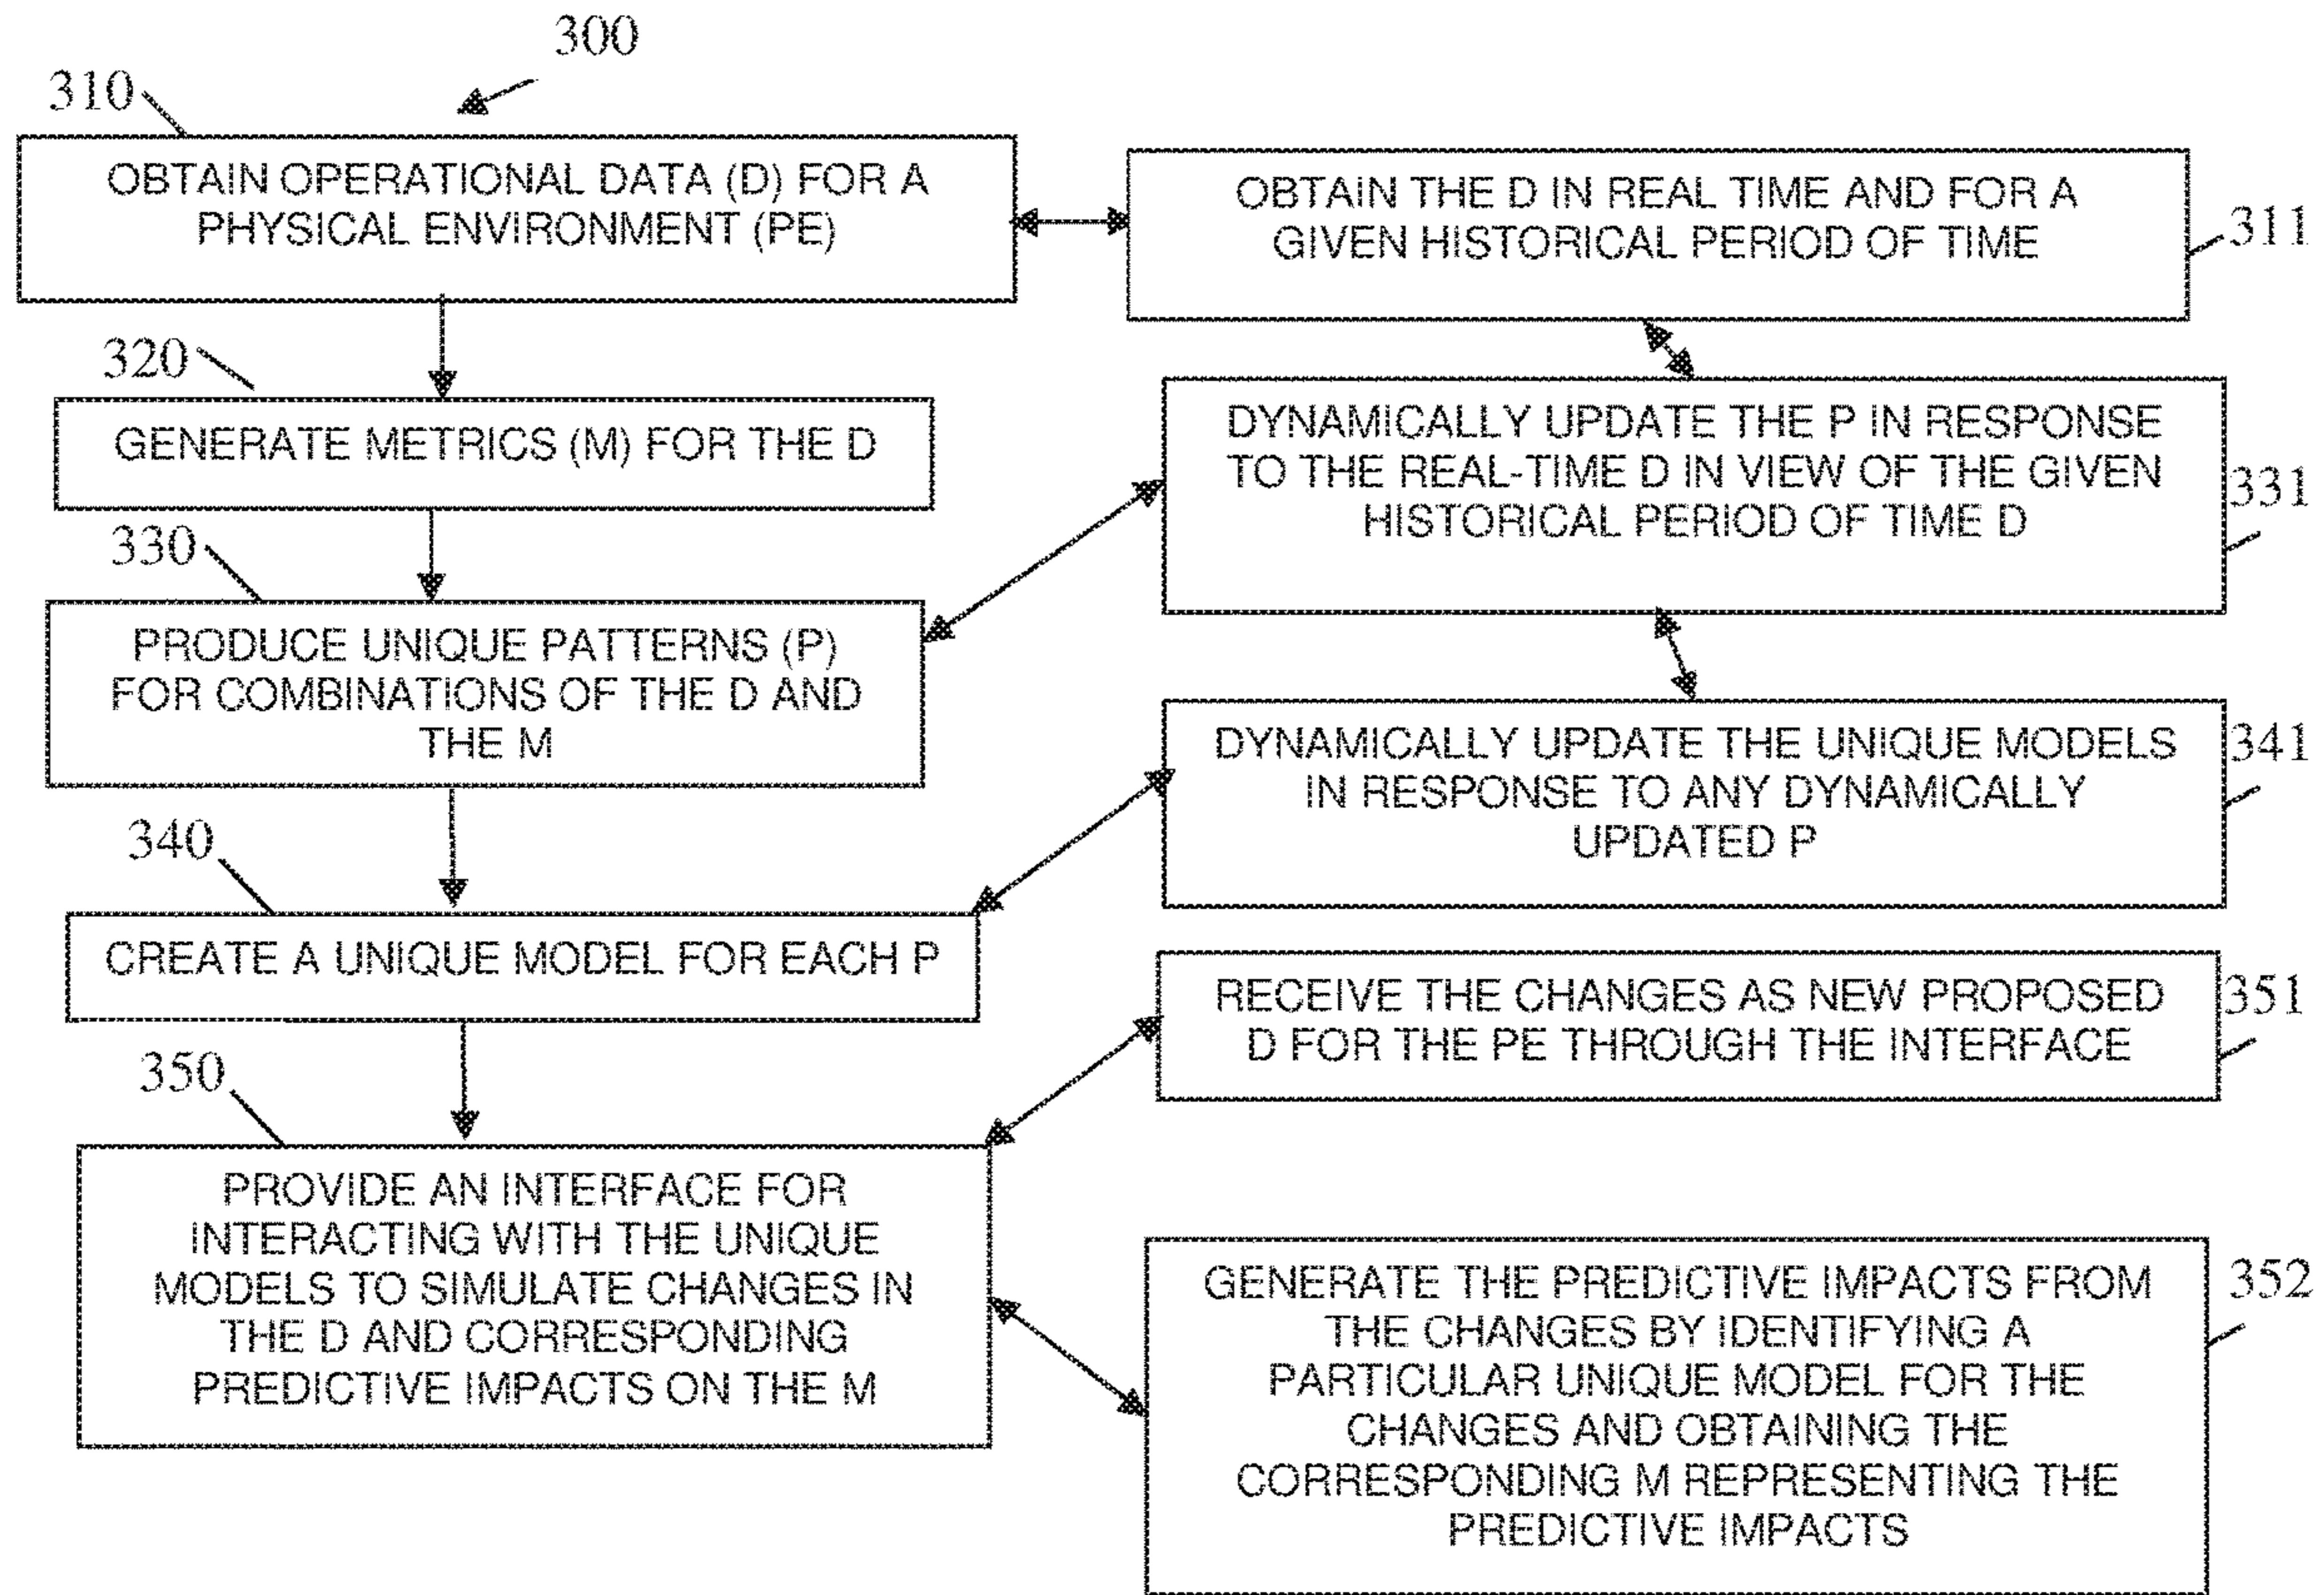 300
310
OBTAIN OPERATIONAL DATA (D) FOR A
PHYSICAL ENVIRONMENT (PE)
OBTAIN THE D IN REAL TIME AND FOR A
GIVEN HISTORICAL PERIOD OF TIME
311
320
GENERATE METRICS (M) FOR THE D
DYNAMICALLY UPDATE THE P IN RESPONSE
TO THE REAL-TIME D IN VIEW OF THE GIVEN
HISTORICAL PERIOD OF TIME D
331
330
PRODUCE UNIQUE PATTERNS (P)
FOR COMBINATIONS OF THE D AND
THE M
DYNAMICALLY UPDATE THE UNIQUE MODELS
IN RESPONSE TO ANY DYNAMICALLY
UPDATED P
341
340
CREATE A UNIQUE MODEL FOR EACH P
RECEIVE THE CHANGES AS NEW PROPOSED
D FOR THE PE THROUGH THE INTERFACE
351
350
PROVIDE AN INTERFACE FOR
INTERACTING WITH THE UNIQUE
MODELS TO SIMULATE CHANGES IN
THE D AND CORRESPONDING
PREDICTIVE IMPACTS ON THE M
GENERATE THE PREDICTIVE IMPACTS FROM
THE CHANGES BY IDENTIFYING A
PARTICULAR UNIQUE MODEL FOR THE
CHANGES AND OBTAINING THE
CORRESPONDING M REPRESENTING THE
PREDICTIVE IMPACTS
352